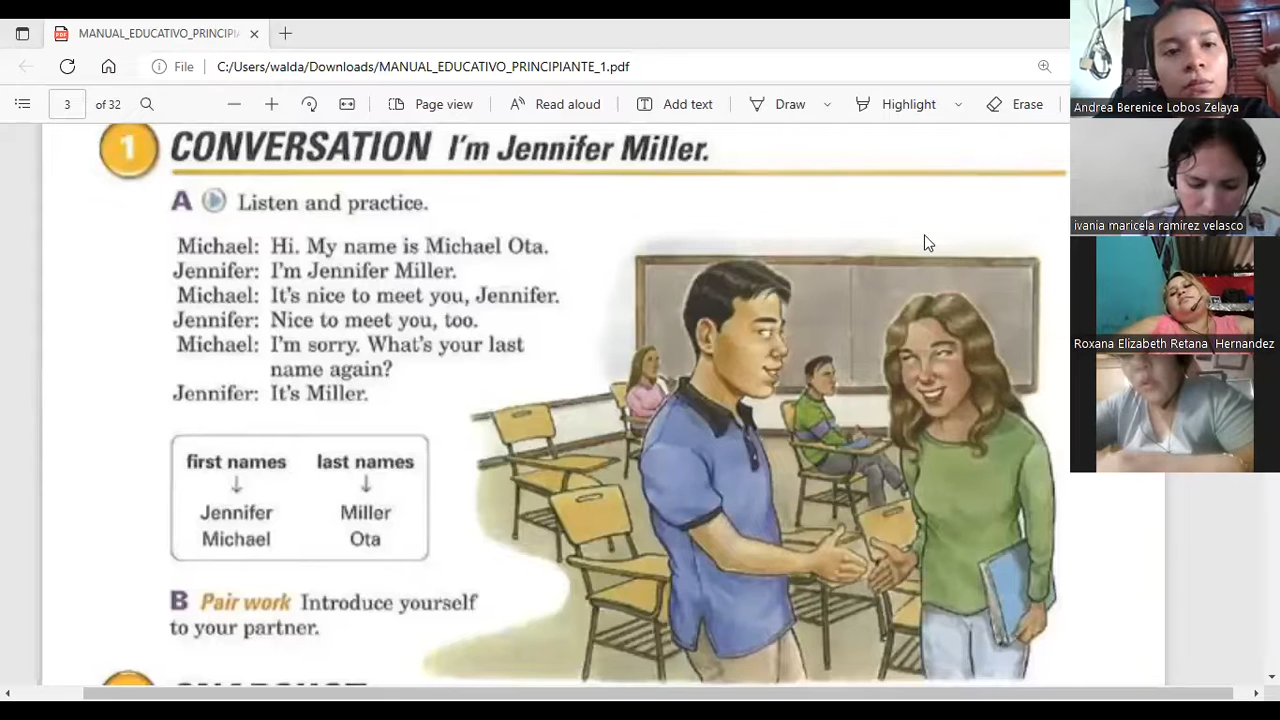 MANUAL_EDUCATIVO_PRINCIPI
File
C:/Users/walda/Downloads/MANUAL_EDUCATIVO_PRINCIPIANTE_1.pdf
3 of 32
Page view
Read aloud
Add text
Draw
Highlight
Erase
1 CONVERSATION I'm Jennifer Miller.
A Listen and practice.
Michael: Hi. My name is Michael Ota.
Jennifer: I'm Jennifer Miller.
Michael: It's nice to meet you, Jennifer.
Jennifer: Nice to meet you, too.
Michael: I'm sorry. What's your last
name again?
Jennifer: It's Miller.
first names last names
Jennifer Miller
Michael Ota
B Pair work Introduce yourself
to your partner.
SNAPSHOT
Andrea Berenice Lobos Zelaya
ivania maricela ramirez velasco
Roxana Elizabeth Retana Hernandez